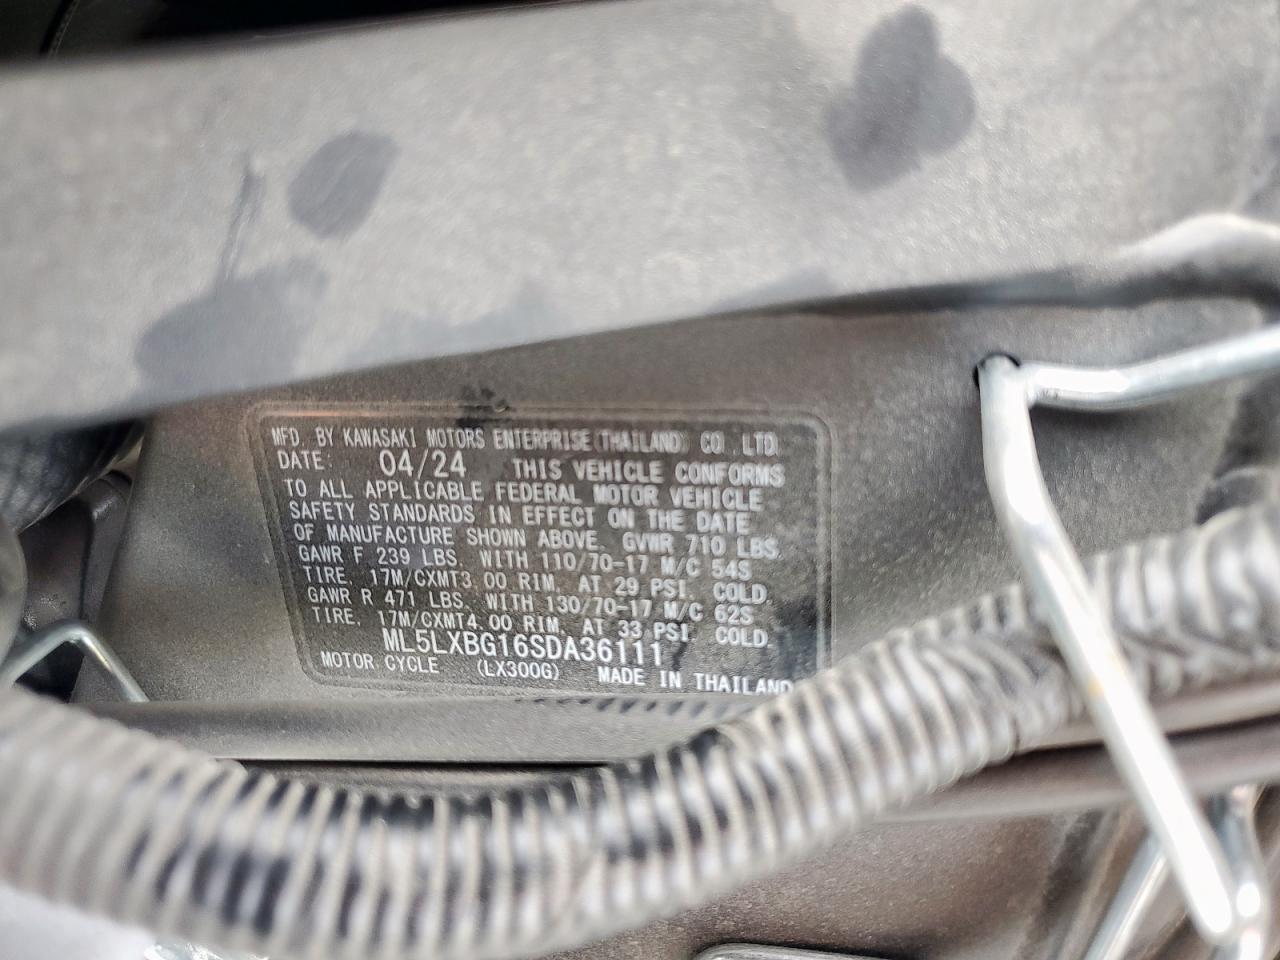 MFD. BY KAWASAKI MOTORS ENTERPRISE (THAILAND) CO.,LTD.
DATE: 04/24 THIS VEHICLE CONFORMS
TO ALL APPLICABLE FEDERAL MOTOR VEHICLE
SAFETY STANDARDS IN EFFECT ON THE DATE
OF MANUFACTURE SHOWN ABOVE. GVWR 710 LBS.
GAWR F 239 LBS. WITH 110/70-17 M/C 54S
TIRE, 17M/CXMT3.00 RIM, AT 29 PSI. COLD.
GAWR R 471 LBS. WITH 130/70-17 M/C 62S
TIRE, 17M/CXMT4.00 RIM, AT 33 PSI. COLD.
ML5LXBG16SDA36111
MOTOR CYCLE (LX300G) MADE IN THAILAND